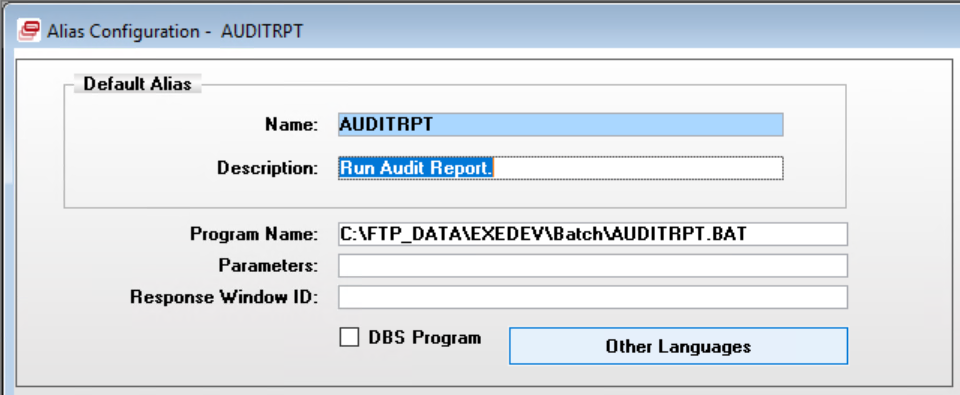 Alias Configuration - AUDITRPT
Default Alias
Name: AUDITRPT
Description: Run Audit Report.
Program Name: C:\FTP_DATA\EXEDEV\Batch\AUDITRPT.BAT
Parameters:
Response Window ID:
DBS Program
Other Languages